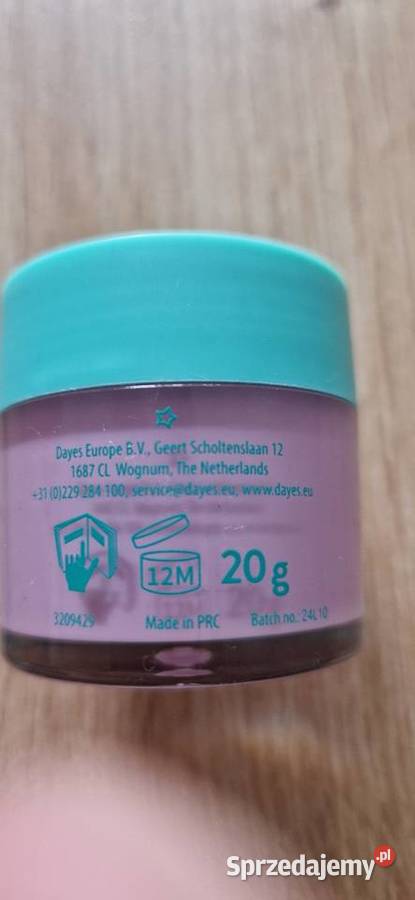 Dayes Europe B.V., Geert Scholtenslaan 12
1687 CL Wognum, The Netherlands
+31 (0)229 284 100, service@dayes.eu, www.dayes.eu
12M
20 g
3209429 Made in PRC Batch no.: 24L10
Sprzedajemy.pl